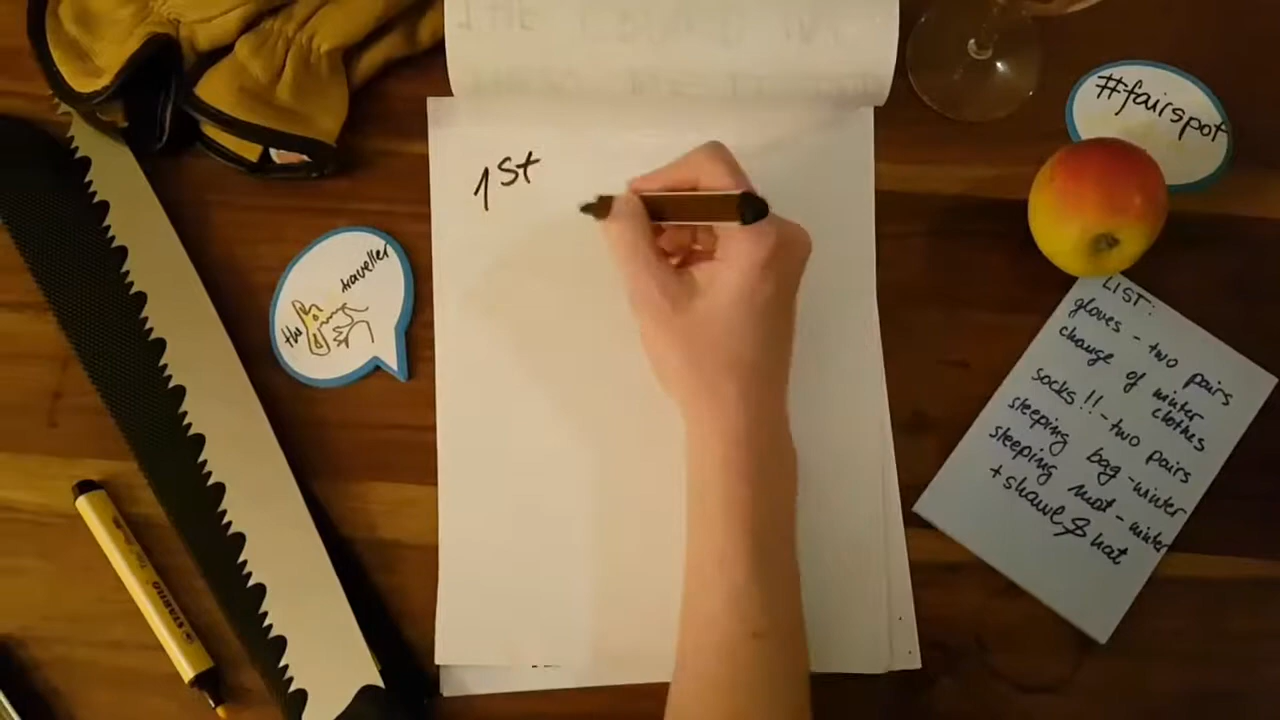 1st
#fairspot
the traveller
LIST:
gloves - two pairs
change of winter
clothes
socks!! - two pairs
sleeping bag - winter
sleeping mat - winter
+ shawl & hat
STABILO